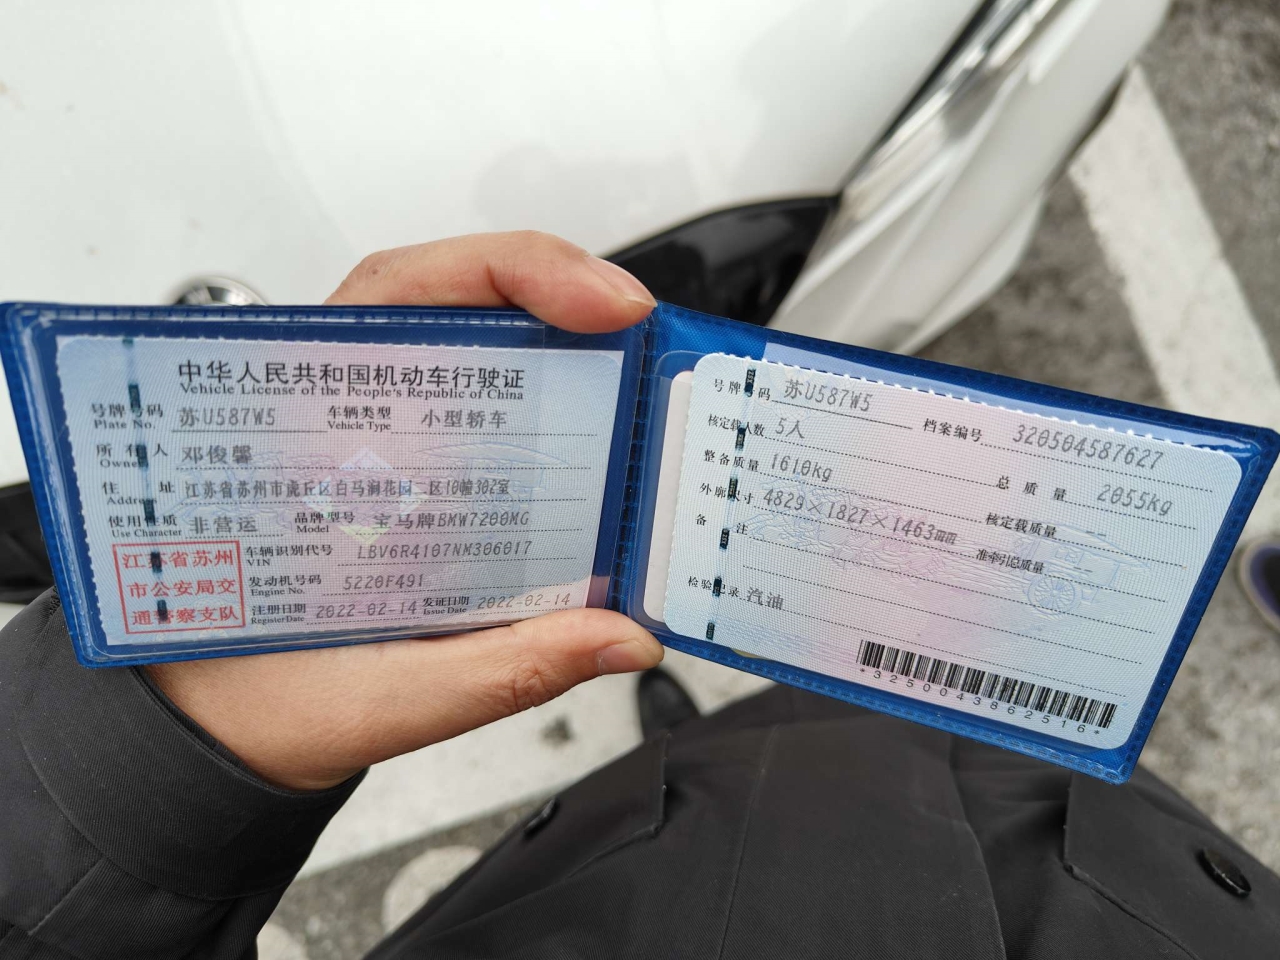 中华人民共和国机动车行驶证
Vehicle License of the People's Republic of China
号牌号码 苏U587W5 车辆类型 小型轿车
Plate No. Vehicle Type
所有人 邓俊馨
Owner
住址 江苏省苏州市虎丘区白马涧花园二区10幢302室
Address
使用性质 非营运 品牌型号 宝马牌BMW7200MG
Use Character Model
江苏省苏州
市公安局交
通警察支队
车辆识别代号 LBV6R4107NM306017
VIN
发动机号码 5220F491
Engine No.
注册日期 2022-02-14 发证日期 2022-02-14
Register Date Issue Date
号牌号码 苏U587W5 档案编号 320504587627
核定载人数 5人 总质量 2055kg
整备质量 1610kg 核定载质量 --
外廓尺寸 4829×1827×1463mm 准牵引总质量 --
备注
检验记录 汽油
*3250043862516*